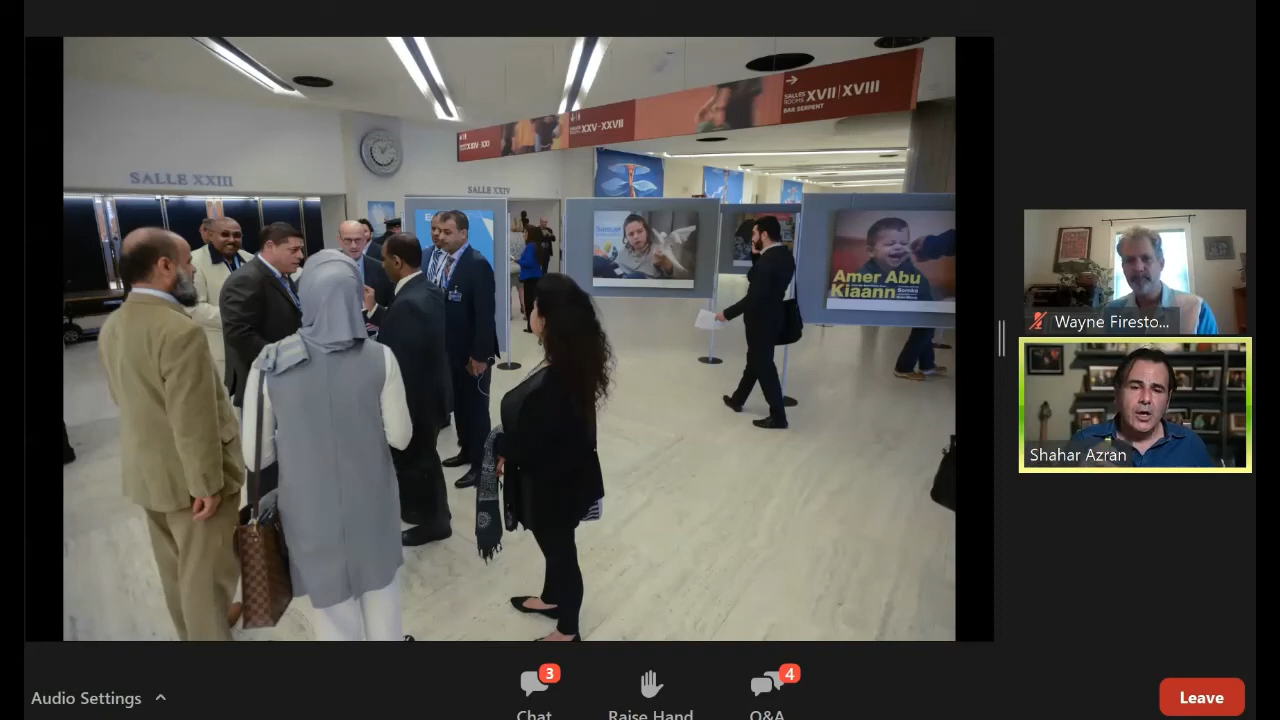 SALLES
ROOMS XVII | XVIII
BAR SERPENT
XXV-XXVII
SALLE XXIII
SALLE XXIV
Samuel
Amer Abu
Kiaann
Wayne Firesto...
Shahar Azran
Audio Settings
3
Chat
Raise Hand
4
Q&A
Leave